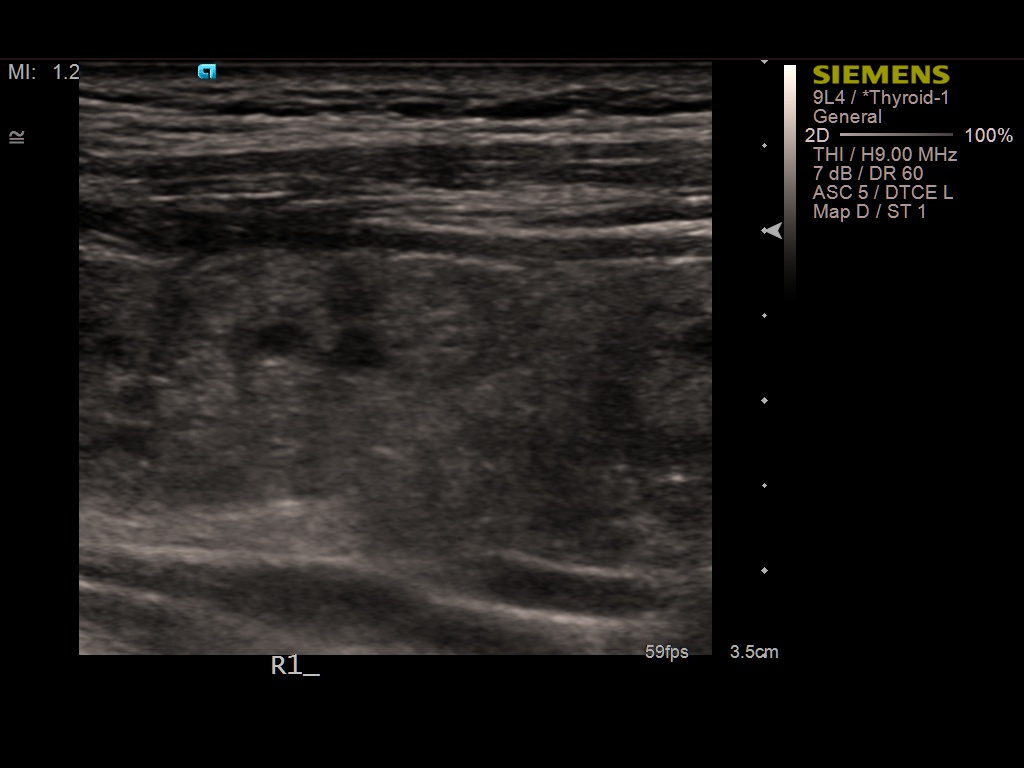 MI: 1.2
SIEMENS
9L4 / *Thyroid-1
General
2D 100%
THI / H9.00 MHz
7 dB / DR 60
ASC 5 / DTCE L
Map D / ST 1
59fps 3.5cm
R1_